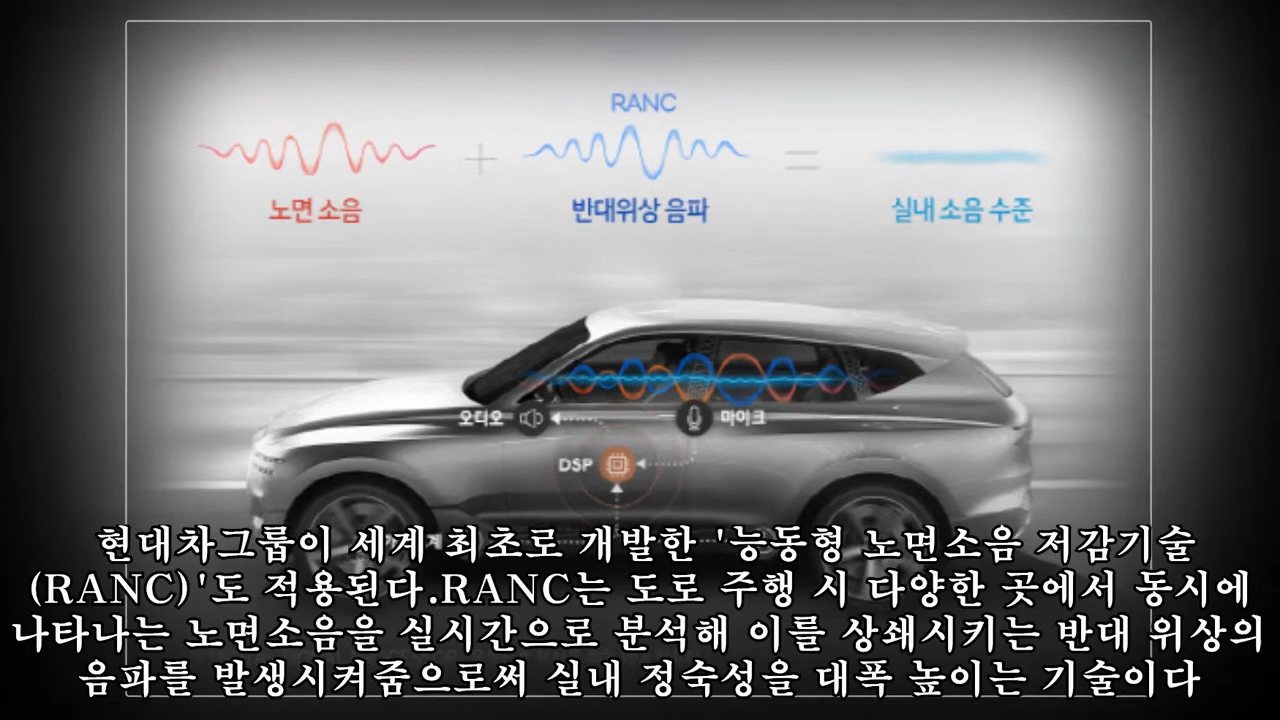 RANC
노면 소음
반대위상 음파
실내 소음 수준
오디오
마이크
DSP
현대차그룹이 세계 최초로 개발한 '능동형 노면소음 저감기술
(RANC)'도 적용된다.RANC는 도로 주행 시 다양한 곳에서 동시에
나타나는 노면소음을 실시간으로 분석해 이를 상쇄시키는 반대 위상의
음파를 발생시켜줌으로써 실내 정숙성을 대폭 높이는 기술이다